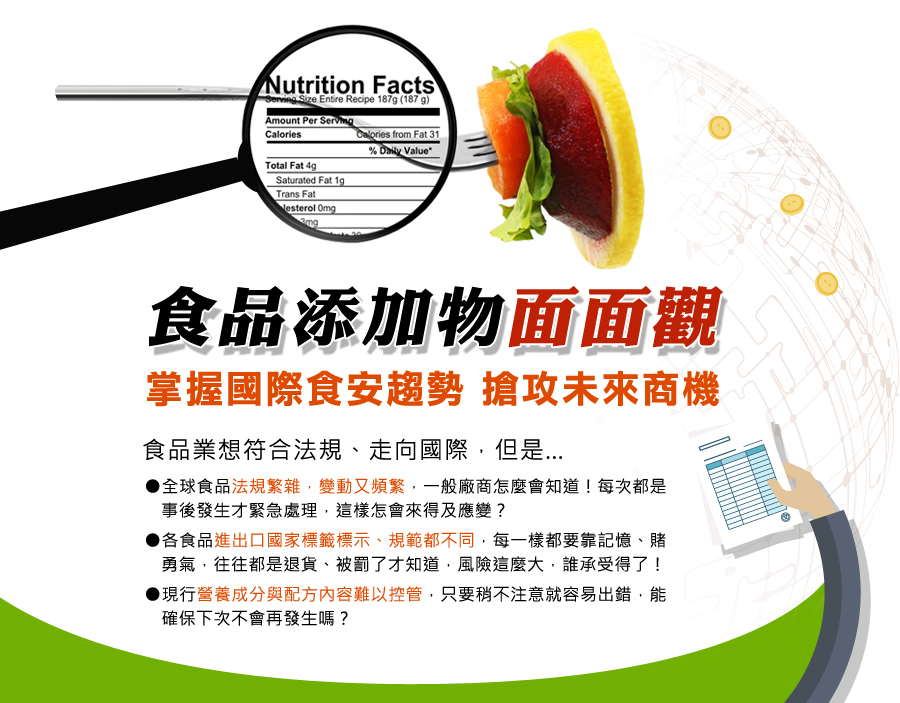 Nutrition Facts
Serving Size Entire Recipe 187g (187 g)
Amount Per Serving
Calories Calories from Fat 31
% Daily Value*
Total Fat 4g
Saturated Fat 1g
Trans Fat
lesterol 0mg
3mg
食品添加物面面觀
掌握國際食安趨勢 搶攻未來商機
食品業想符合法規、走向國際，但是...
●全球食品法規繁雜，變動又頻繁，一般廠商怎麼會知道！每次都是
事後發生才緊急處理，這樣怎會來得及應變？
●各食品進出口國家標籤標示、規範都不同，每一樣都要靠記憶、賭
勇氣，往往都是退貨、被罰了才知道，風險這麼大，誰承受得了！
●現行營養成分與配方內容難以控管，只要稍不注意就容易出錯，能
確保下次不會再發生嗎？